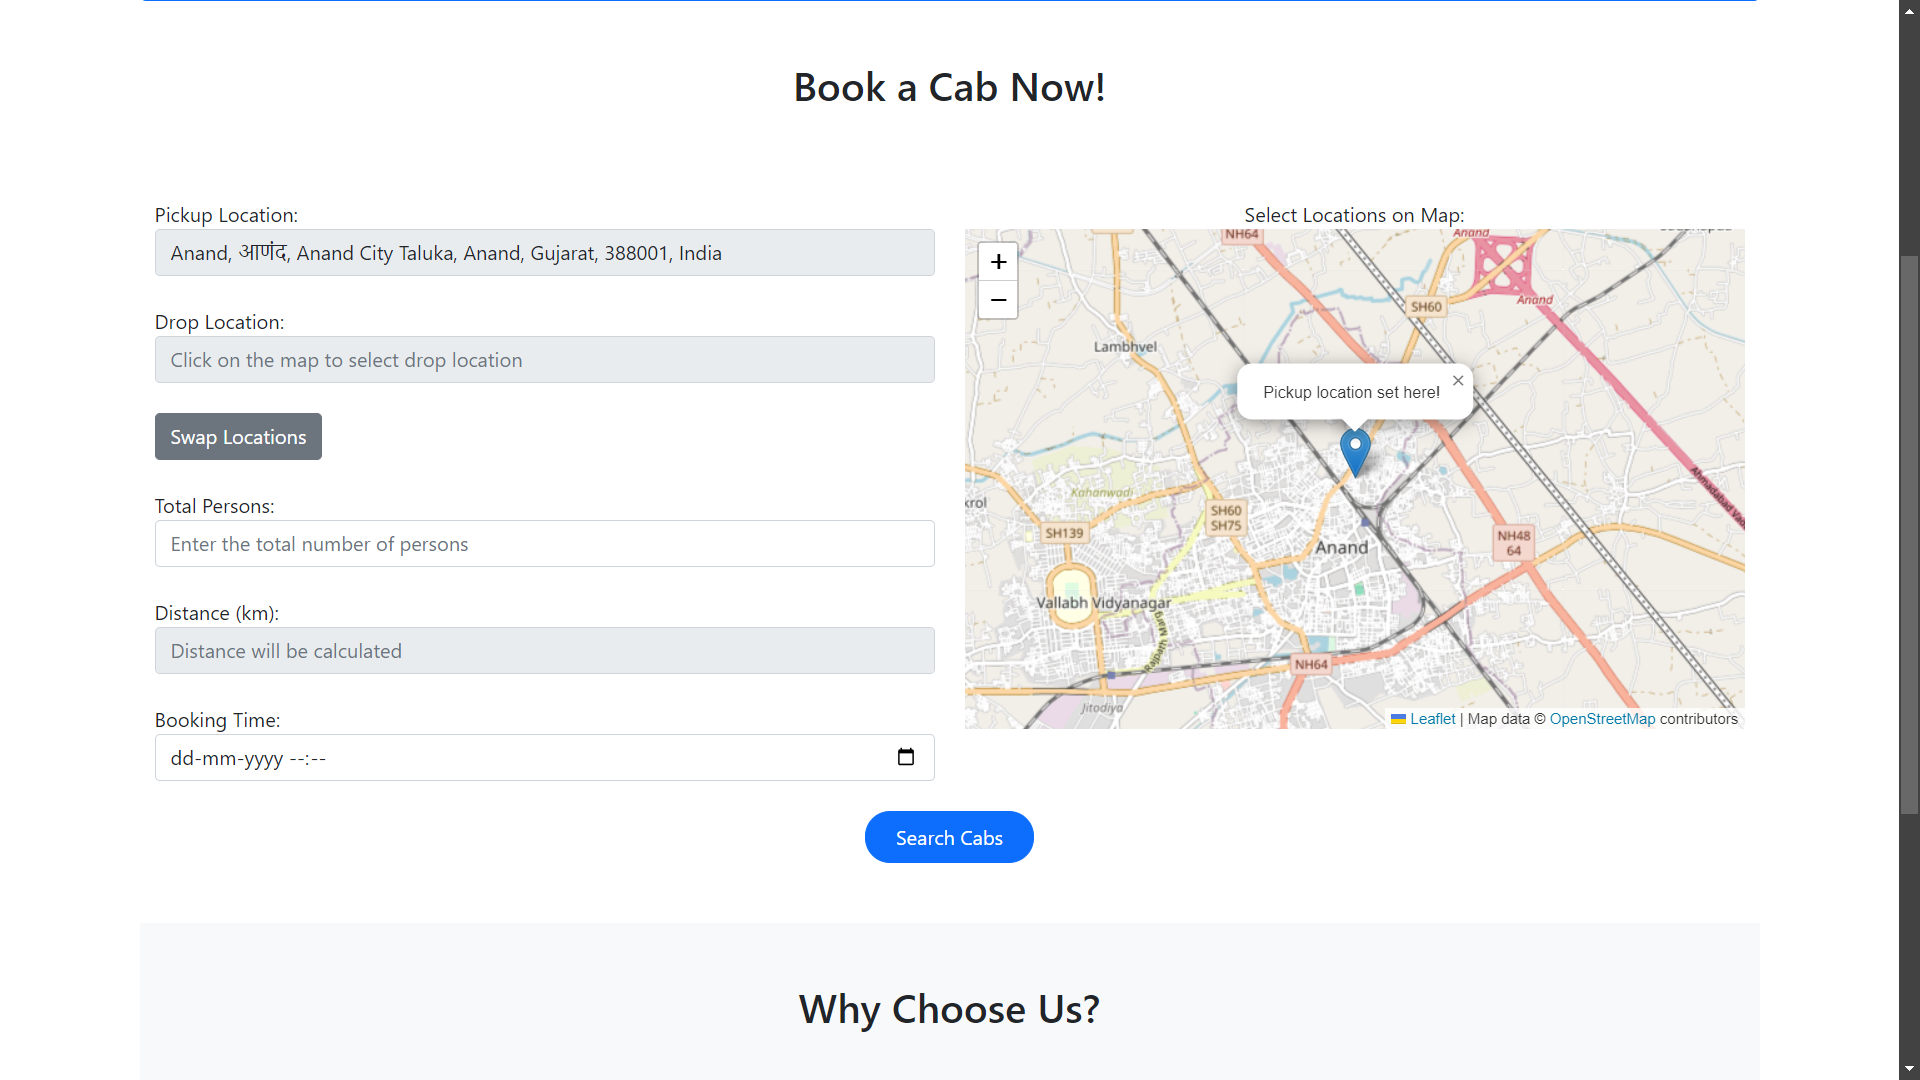 Book a Cab Now!
Pickup Location:
Anand, आणंद, Anand City Taluka, Anand, Gujarat, 388001, India
Drop Location:
Click on the map to select drop location
Swap Locations
Total Persons:
Enter the total number of persons
Distance (km):
Distance will be calculated
Booking Time:
dd-mm-yyyy --:--
Select Locations on Map:
+
−
NH64
Anand
SH60
Anand
Lambhvel
Pickup location set here!
×
Kahanwadi
krol
SH60
SH75
SH139
Anand
NH48
64
Vallabh Vidyanagar
Rajpath Marg
NH64
Jitodiya
Leaflet | Map data © OpenStreetMap contributors
Search Cabs
Why Choose Us?